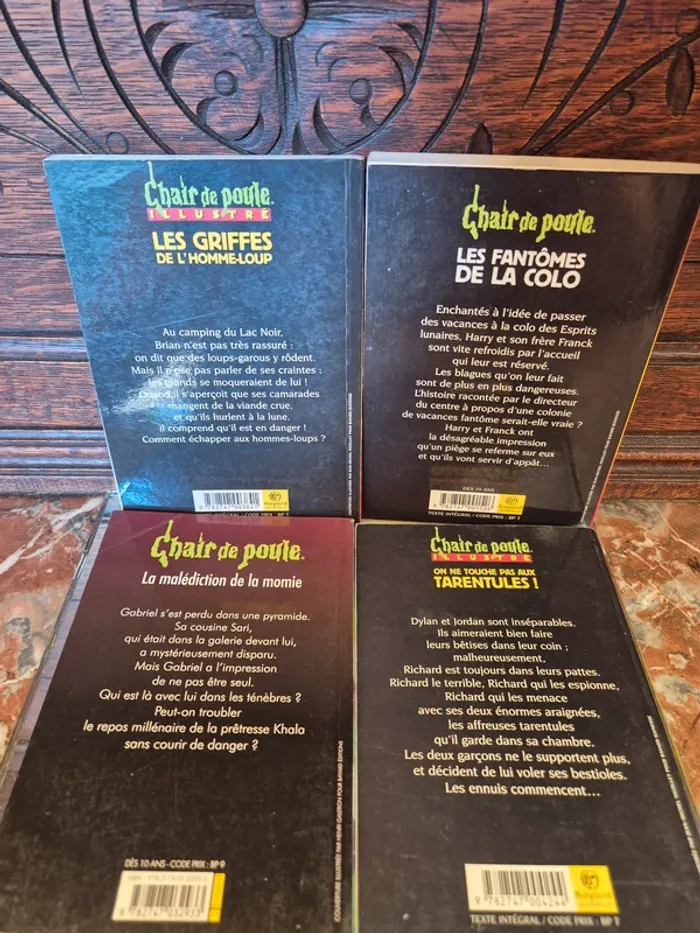 Chair de poule
ILLUSTRÉ
LES GRIFFES
DE L'HOMME-LOUP
Au camping du Lac Noir,
Brian n'est pas très rassuré :
on dit que des loups-garous y rôdent.
Mais il n'ose pas parler de ses craintes :
les grands se moqueraient de lui !
Quand il s'aperçoit que ses camarades
mangent de la viande crue,
et qu'ils hurlent à la lune,
il comprend qu'il est en danger !
Comment échapper aux hommes-loups ?
Bayard
TEXTE INTÉGRAL / CODE PRIX : BP 7
Chair de poule
LES FANTÔMES
DE LA COLO
Enchantés à l'idée de passer
des vacances à la colo des Esprits
lunaires, Harry et son frère Franck
sont vite refroidis par l'accueil
qui leur est réservé.
Les blagues qu'on leur fait
sont de plus en plus dangereuses.
L'histoire racontée par le directeur
du centre à propos d'une colonie
de vacances fantôme serait-elle vraie ?
Harry et Franck ont
la désagréable impression
qu'un piège se referme sur eux
et qu'ils vont servir d'appât...
DÈS 10 ANS
Bayard
TEXTE INTÉGRAL / CODE PRIX : BP 7
Chair de poule
La malédiction de la momie
Gabriel s'est perdu dans une pyramide.
Sa cousine Sari,
qui était dans la galerie devant lui,
a mystérieusement disparu.
Mais Gabriel a l'impression
de ne pas être seul.
Qui est là avec lui dans les ténèbres ?
Peut-on troubler
le repos millénaire de la prêtresse Khala
sans courir de danger ?
DÈS 10 ANS - CODE PRIX : BP 9
9 782747 032933
Chair de poule
ILLUSTRÉ
ON NE TOUCHE PAS AUX
TARENTULES !
Dylan et Jordan sont inséparables.
Ils aimeraient bien faire
leurs bêtises dans leur coin ;
malheureusement,
Richard est toujours dans leurs pattes.
Richard le terrible, Richard qui les espionne,
Richard qui les menace
avec ses deux énormes araignées,
les affreuses tarentules
qu'il garde dans sa chambre.
Les deux garçons ne le supportent plus,
et décident de lui voler ses bestioles.
Les ennuis commencent...
Bayard
9 782747 004244
TEXTE INTÉGRAL / CODE PRIX : BP 7